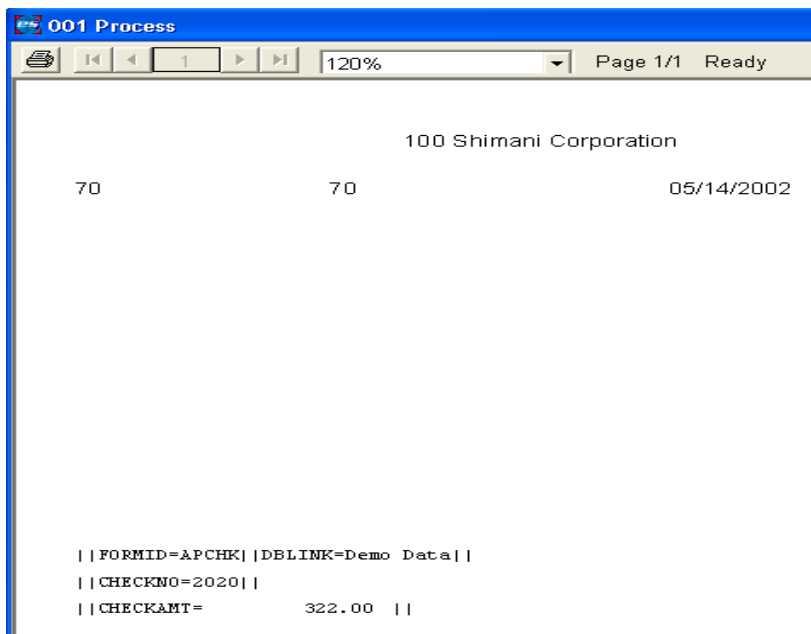 es 001 Process
1 120% Page 1/1 Ready
100 Shimani Corporation
70 70 05/14/2002
||FORMID=APCHK||DBLINK=Demo Data||
||CHECKNO=2020||
||CHECKAMT= 322.00 ||